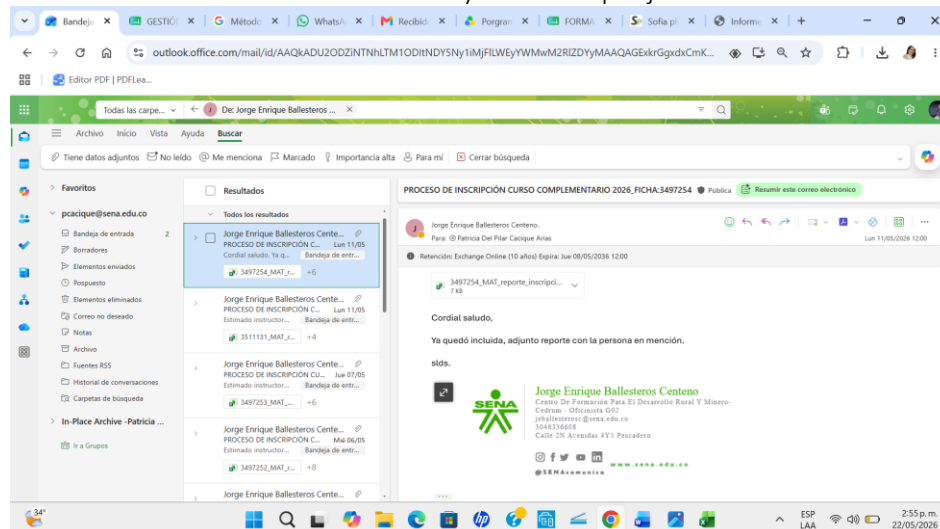 Bandeja
GESTIÓN
Método
WhatsA
Recibid
Porgran
FORMA
Sofia pl
Informe
outlook.office.com/mail/id/AAQkADU2ODZiNTNhLTM1ODItNDY5Ny1iMjFlLWEyYWMwM2RlZDYyMAAQAGExkrGgxdxCmK...
Editor PDF | PDFLea...
Todas las carpe...
De: Jorge Enrique Ballesteros ...
Archivo Inicio Vista Ayuda Buscar
Tiene datos adjuntos No leído Me menciona Marcado Importancia alta Para mí Cerrar búsqueda
Favoritos
pcacique@sena.edu.co
Bandeja de entrada 2
Borradores
Elementos enviados
Pospuesto
Elementos eliminados
Correo no deseado
Notas
Archivo
Fuentes RSS
Historial de conversaciones
Carpetas de búsqueda
In-Place Archive -Patricia ...
Ir a Grupos
Resultados
Todos los resultados
Jorge Enrique Ballesteros Cente...
PROCESO DE INSCRIPCIÓN C... Lun 11/05
Cordial saludo, Ya q... Bandeja de entr...
3497254_MAT_r... +6
Jorge Enrique Ballesteros Cente...
PROCESO DE INSCRIPCIÓN C... Lun 11/05
Estimado instructor... Bandeja de entr...
3511131_MAT_r... +4
Jorge Enrique Ballesteros Cente...
PROCESO DE INSCRIPCIÓN CU... Jue 07/05
Estimado instructor... Bandeja de entr...
3497253_MAT_... +6
Jorge Enrique Ballesteros Cente...
PROCESO DE INSCRIPCIÓN C... Mié 06/05
Estimado instructor... Bandeja de entr...
3497252_MAT_r... +8
Jorge Enrique Ballesteros Cente...
PROCESO DE INSCRIPCIÓN CURSO COMPLEMENTARIO 2026_FICHA:3497254 Pública Resumir este correo electrónico
Jorge Enrique Ballesteros Centeno.
Para: Patricia Del Pilar Cacique Arias
Lun 11/05/2026 12:00
Retención: Exchange Online (10 años) Expira: Jue 08/05/2036 12:00
3497254_MAT_reporte_inscripci...
7 KB
Cordial saludo,
Ya quedó incluida, adjunto reporte con la persona en mención.
slds.
SENA
Jorge Enrique Ballesteros Centeno
Centro De Formación Para El Desarrollo Rural Y Minero-
Cedrum - Oficinista G02
jeballesterosc@sena.edu.co
3046336608
Calle 2N Avenidas 4Y5 Pescadero
www.sena.edu.co
@SENAcomunica
34°
ESP
LAA
2:55 p.m.
22/05/2026